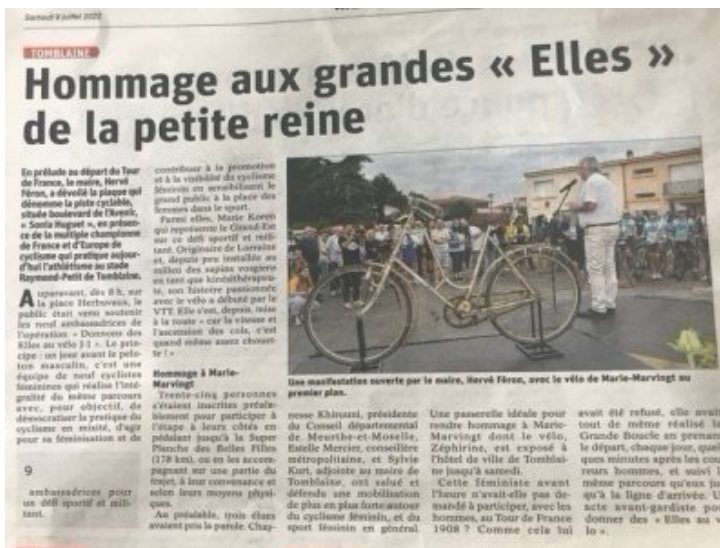 Samedi 9 juillet 2022
TOMBLAINE
Hommage aux grandes « Elles »
de la petite reine
En prélude au départ du Tour
de France, le maire, Hervé
Féron, a dévoilé la plaque qui
dénomme la piste cyclable,
située boulevard de l'Avenir,
« Sonia Huguet », en présen-
ce de la multiple championne
de France et d'Europe de
cyclisme qui pratique aujour-
d'hui l'athlétisme au stade
Raymond-Petit de Tomblaine.
Auparavant, dès 8 h, sur
la place Herbuvaux, le
public était venu soutenir
les neuf ambassadrices de
l'opération « Donnons des
Elles au vélo J-1 ». Le prin-
cipe : un jour avant le pelo-
ton masculin, c'est une
équipe de neuf cyclistes
féminines qui réalise l'inté-
gralité du même parcours
avec, pour objectif, de
démocratiser la pratique du
cyclisme en mixité, d'agir
pour sa féminisation et de
9
ambassadrices pour
un défi sportif et mili-
tant.
contribuer à la promotion
et à la visibilité du cyclisme
féminin en sensibilisant le
grand public à la place des
femmes dans le sport.
Parmi elles, Marie Koren
qui représente le Grand-Est
sur ce défi sportif et mili-
tant. Originaire de Lorraine
et, depuis peu installée au
milieu des sapins vosgiens
en tant que kinésithérapeu-
te, son histoire passionnée
avec le vélo a débuté par le
VTT. Elle s'est, depuis, mise
à la route « car la vitesse et
l'ascension des cols, c'est
quand même assez chouet-
te ! »
Hommage à Marie-
Marvingt
Trente-cinq personnes
s'étaient inscrites préala-
blement pour participer à
l'étape à leurs côtés en
pédalant jusqu'à la Super
Planche des Belles Filles
(178 km), ou en les accom-
pagnant sur une partie du
trajet, à leur convenance et
selon leurs moyens physi-
ques.
Au préalable, trois élues
avaient pris la parole. Chay-
Une manifestation ouverte par le maire, Hervé Féron, avec le vélo de Marie-Marvingt au
premier plan.
nesse Khirouni, présidente
du Conseil départemental
de Meurthe-et-Moselle,
Estelle Mercier, conseillère
métropolitaine, et Sylvie
Kurt, adjointe au maire de
Tomblaine, ont salué et
défendu une mobilisation
de plus en plus forte autour
du cyclisme féminin, et du
sport féminin en général.
Une passerelle idéale pour
rendre hommage à Marie-
Marvingt dont le vélo,
Zéphirine, est exposé à
l'hôtel de ville de Tomblai-
ne jusqu'à samedi.
Cette féministe avant
l'heure n'avait-elle pas de-
mandé à participer, avec les
hommes, au Tour de France
1908 ? Comme cela lui
avait été refusé, elle avait
tout de même réalisé la
Grande Boucle en prenant
le départ, chaque jour, quel-
ques minutes après les cou-
reurs hommes, et suivi l
même parcours qu'eux ju
qu'à la ligne d'arrivée. U
acte avant-gardiste po
donner des « Elles au v
lo ».